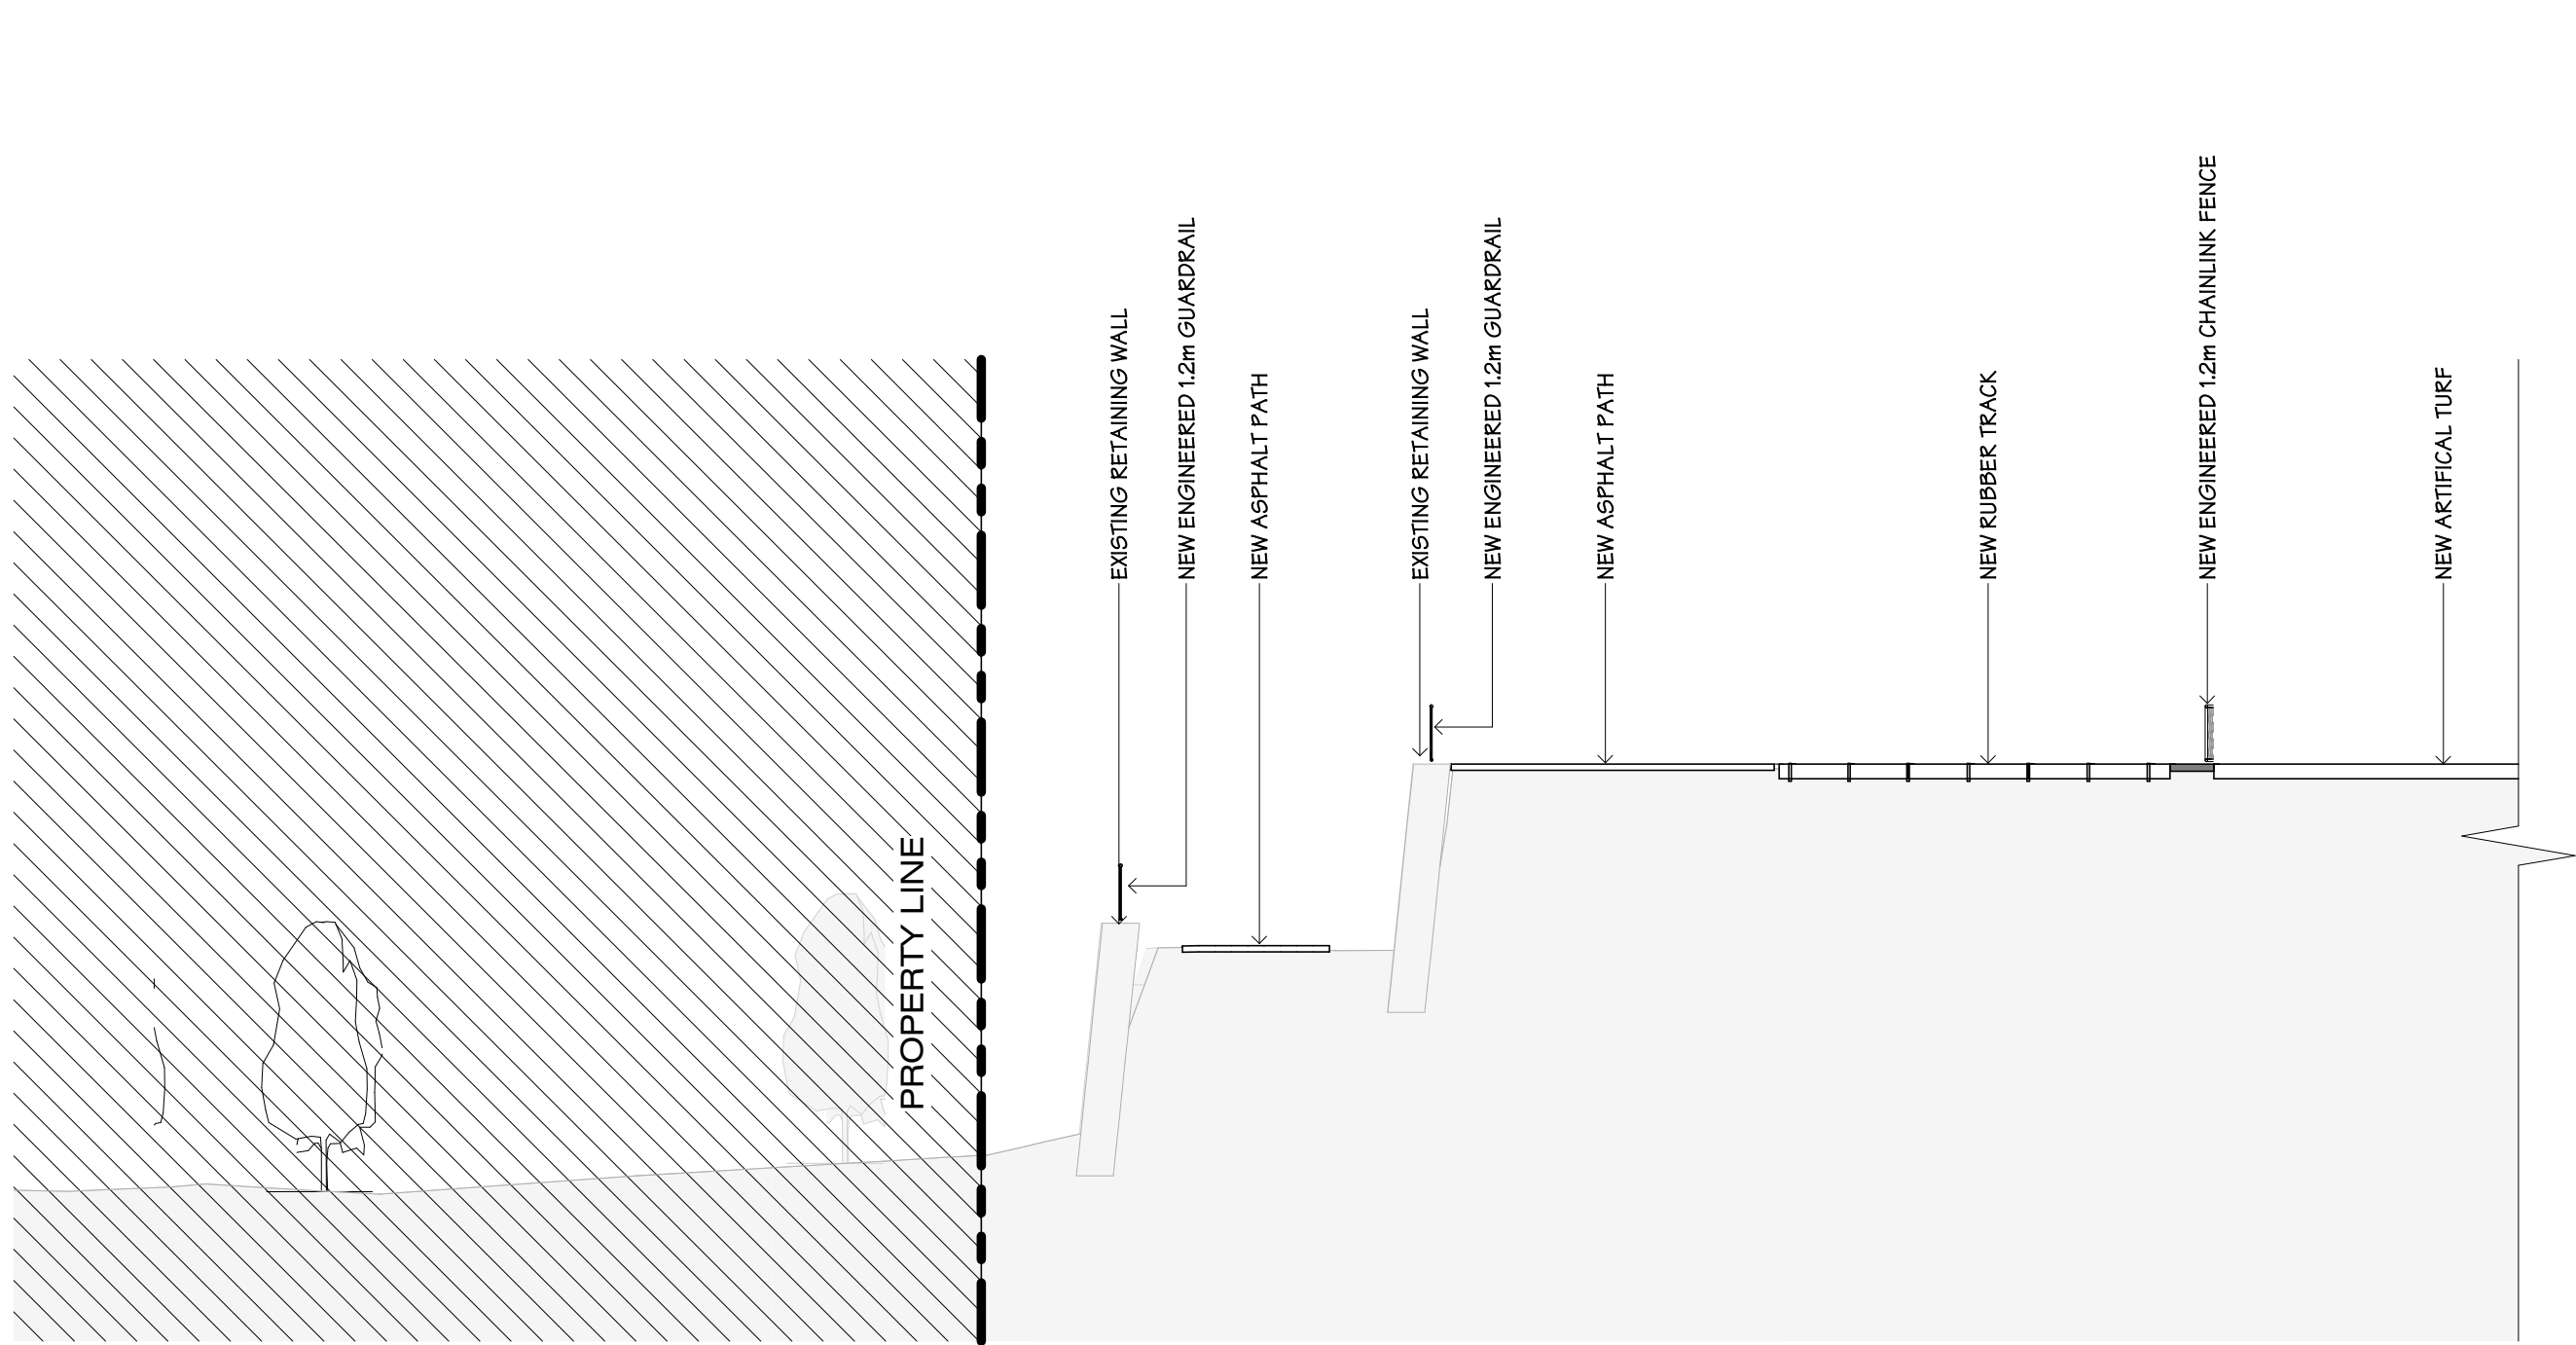 PROPERTY LINE
EXISTING RETAINING WALL
NEW ENGINEERED 1.2m GUARDRAIL
NEW ASPHALT PATH
EXISTING RETAINING WALL
NEW ENGINEERED 1.2m GUARDRAIL
NEW ASPHALT PATH
NEW RUBBER TRACK
NEW ENGINEERED 1.2m CHAINLINK FENCE
NEW ARTIFICAL TURF